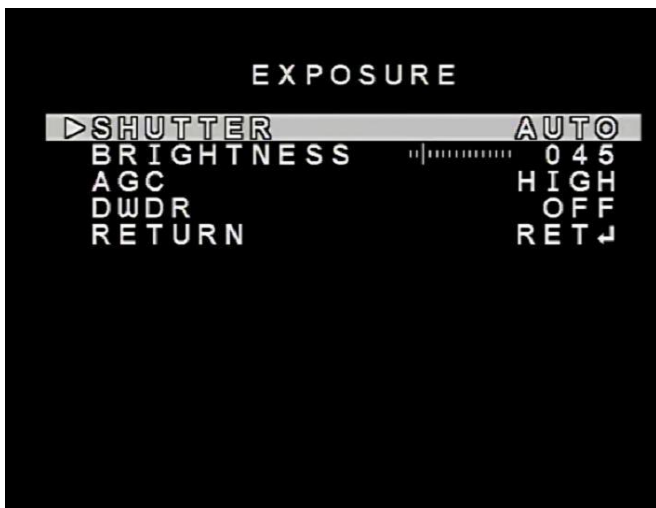 EXPOSURE
SHUTTER AUTO
BRIGHTNESS 045
AGC HIGH
DWDR OFF
RETURN RET↲